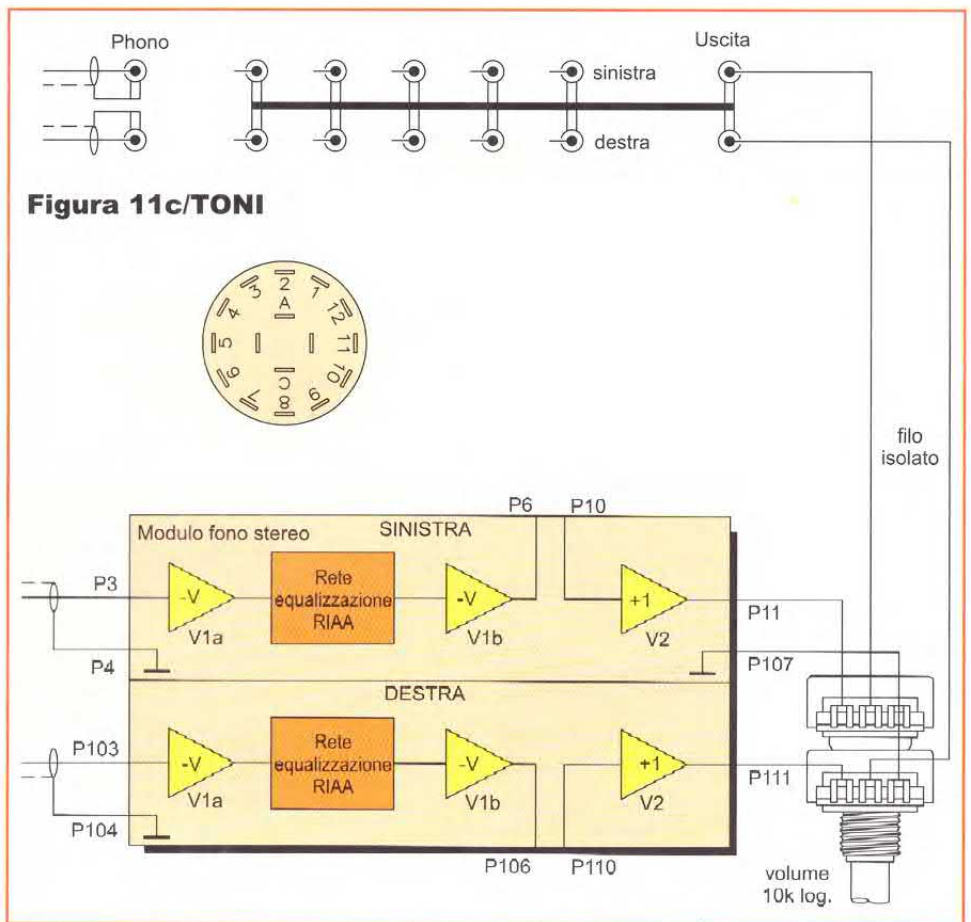 Phono
Uscita
sinistra
destra
Figura 11c/TONI
2
A
3
1
4
12
5
11
6
10
7
C
8
9
filo
isolato
P6
P10
Modulo fono stereo
SINISTRA
P3
-V
Rete
equalizzazione
RIAA
-V
+1
P11
V1a
V1b
V2
P4
P107
DESTRA
P103
-V
Rete
equalizzazione
RIAA
-V
+1
P111
V1a
V1b
V2
P104
P106
P110
volume
10k log.